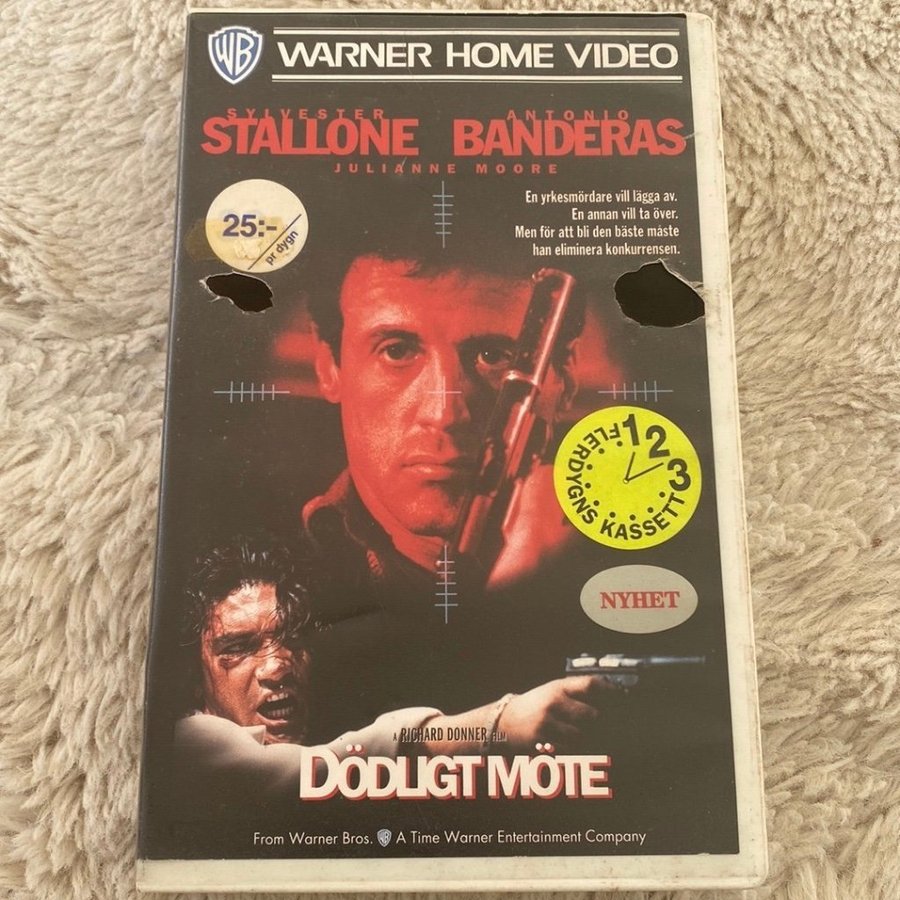 WB WARNER HOME VIDEO
SYLVESTER ANTONIO
STALLONE BANDERAS
JULIANNE MOORE
En yrkesmördare vill lägga av.
En annan vill ta över.
Men för att bli den bäste måste
han eliminera konkurrensen.
25:-
pr dygn
1 2 3
FLERDYGNS KASSETT
NYHET
A RICHARD DONNER FILM
DÖDLIGT MÖTE
From Warner Bros. WB A Time Warner Entertainment Company